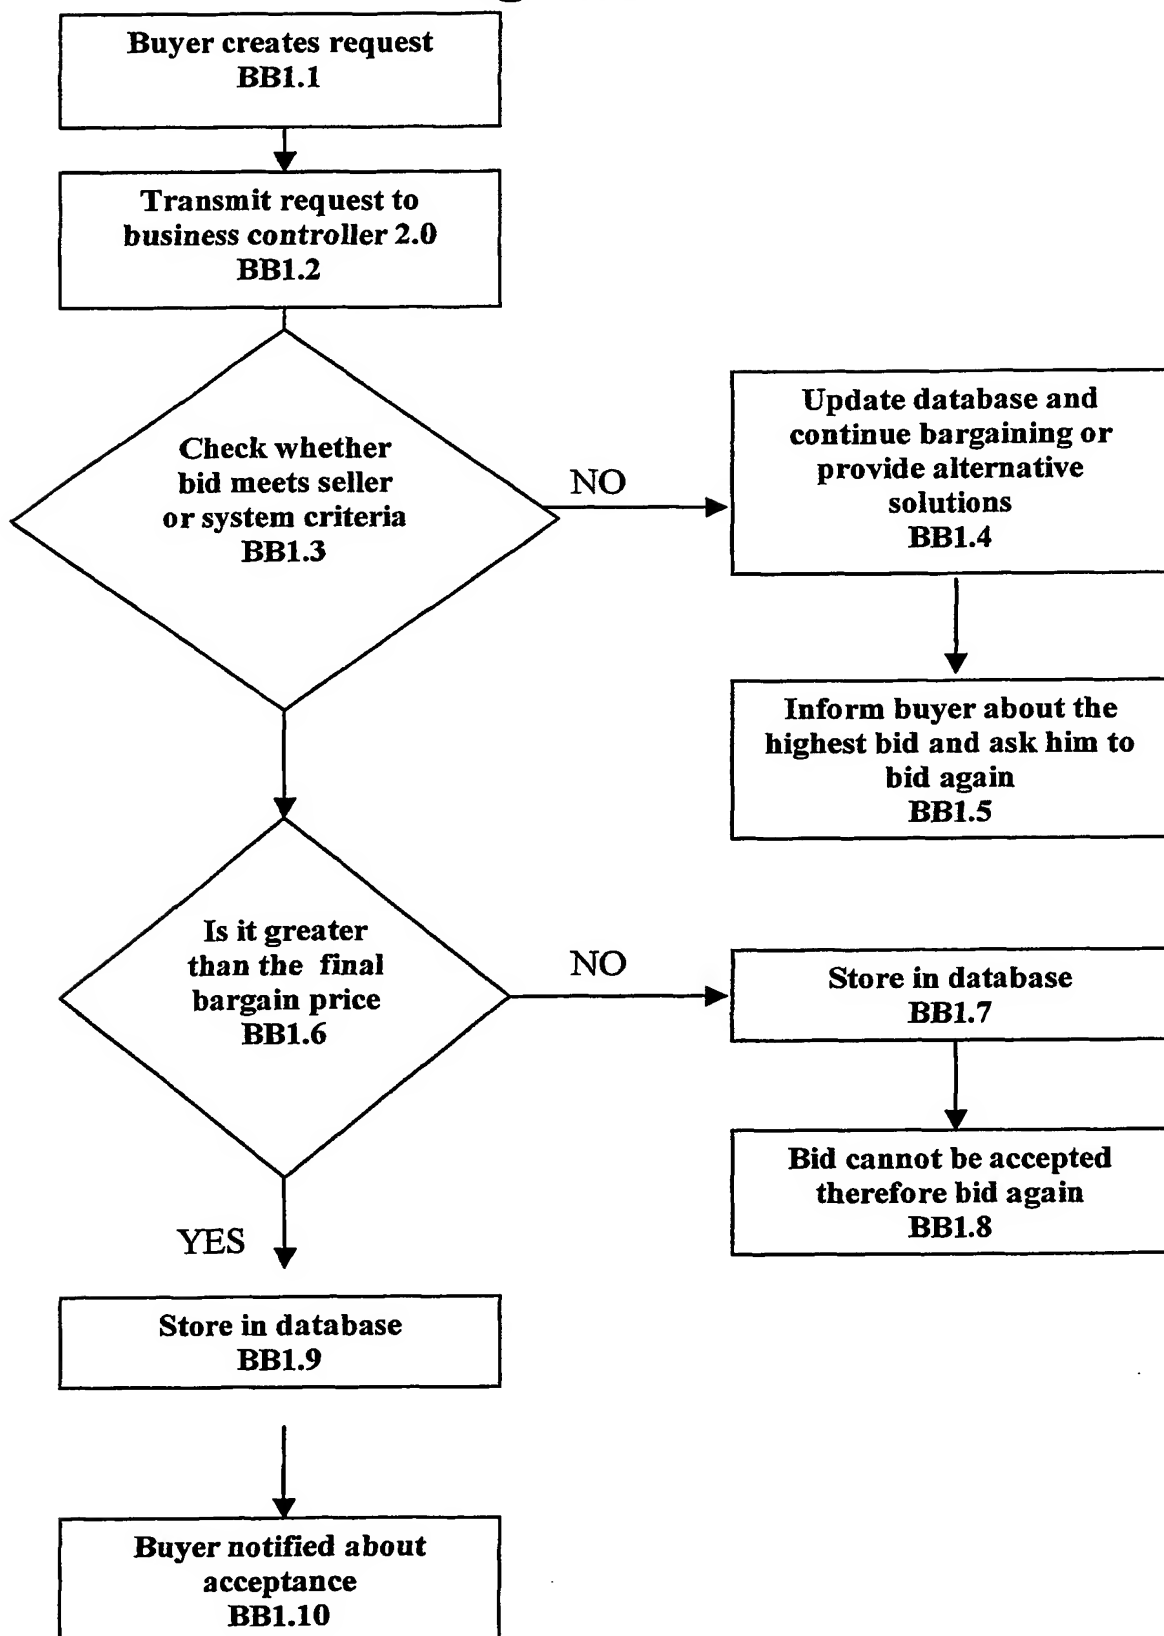 Buyer creates request
BB1.1
Transmit request to
business controller 2.0
BB1.2
Check whether
bid meets seller
or system criteria
BB1.3
NO
Update database and
continue bargaining or
provide alternative
solutions
BB1.4
Inform buyer about the
highest bid and ask him to
bid again
BB1.5
Is it greater
than the final
bargain price
BB1.6
NO
Store in database
BB1.7
Bid cannot be accepted
therefore bid again
BB1.8
YES
Store in database
BB1.9
Buyer notified about
acceptance
BB1.10